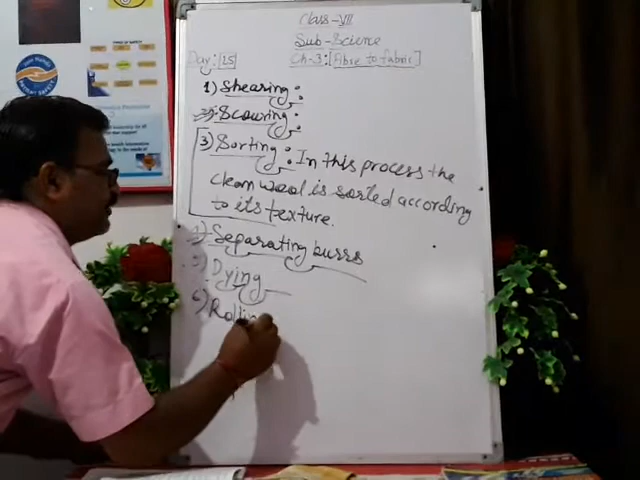 Class-VII
Sub-Science
Day:[15]
Ch-3:[Fibre to fabric]
1) Shearing:
2) Scouring:
3) Sorting: In this process the
clean wool is sorted according
to its texture.
4) Separating burrs
5) Dying
6) Rollin